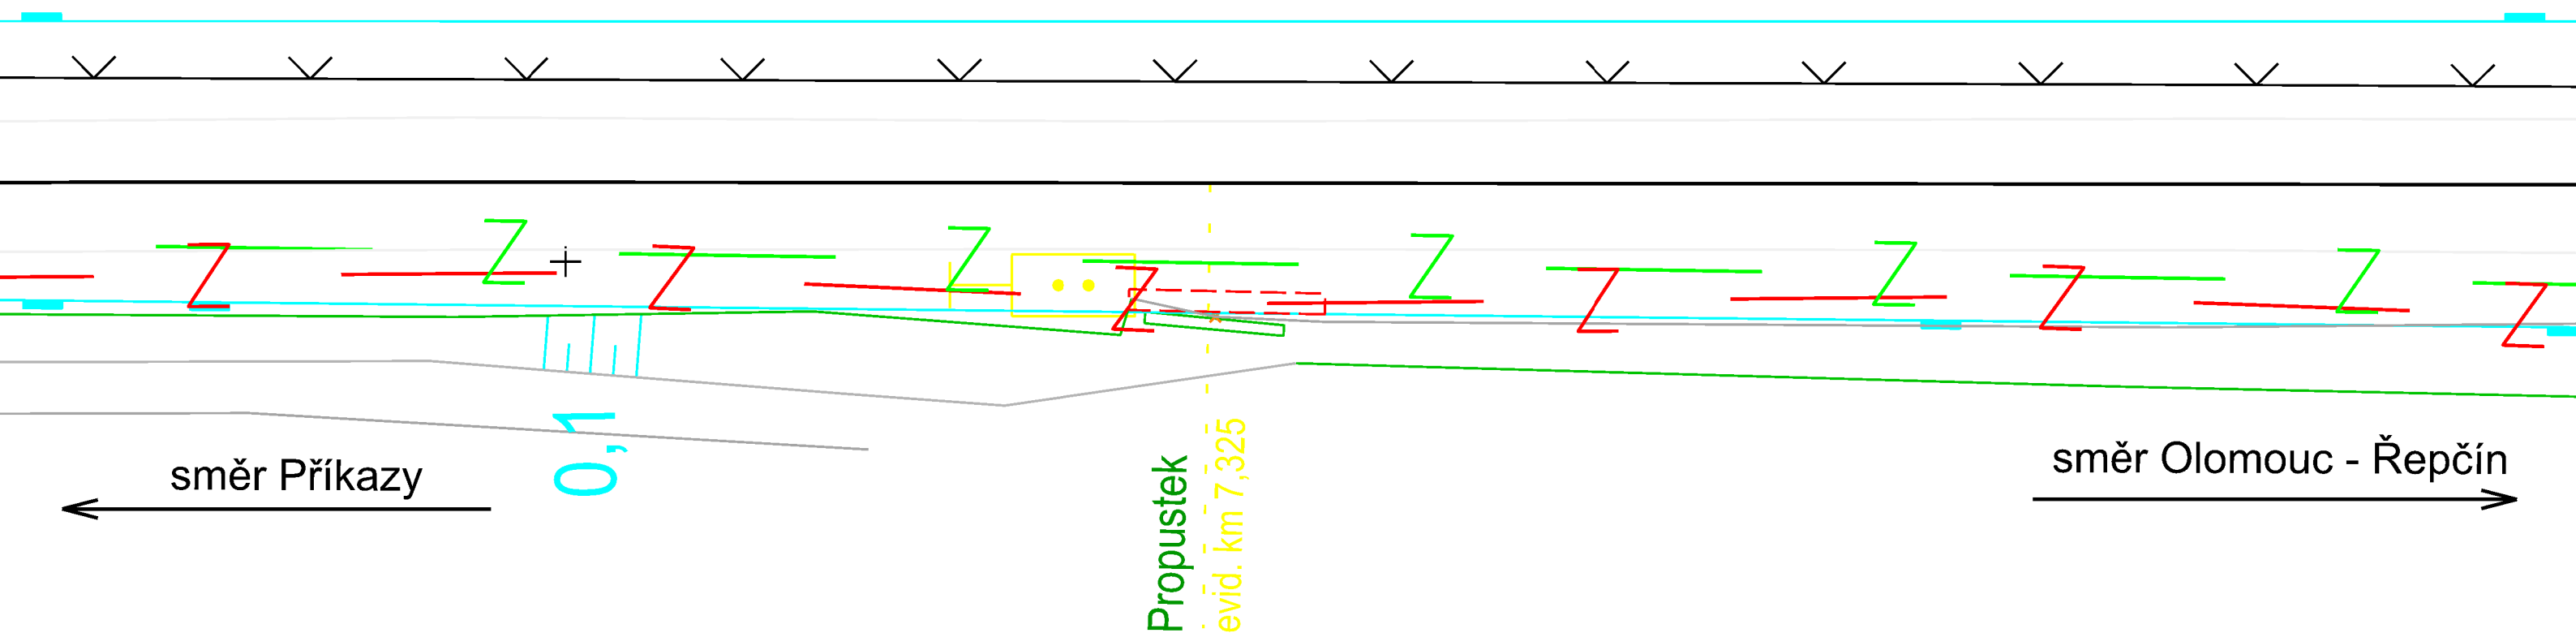 směr Příkazy
0,1
Propustek
evid. km 7,325
směr Olomouc - Řepčín